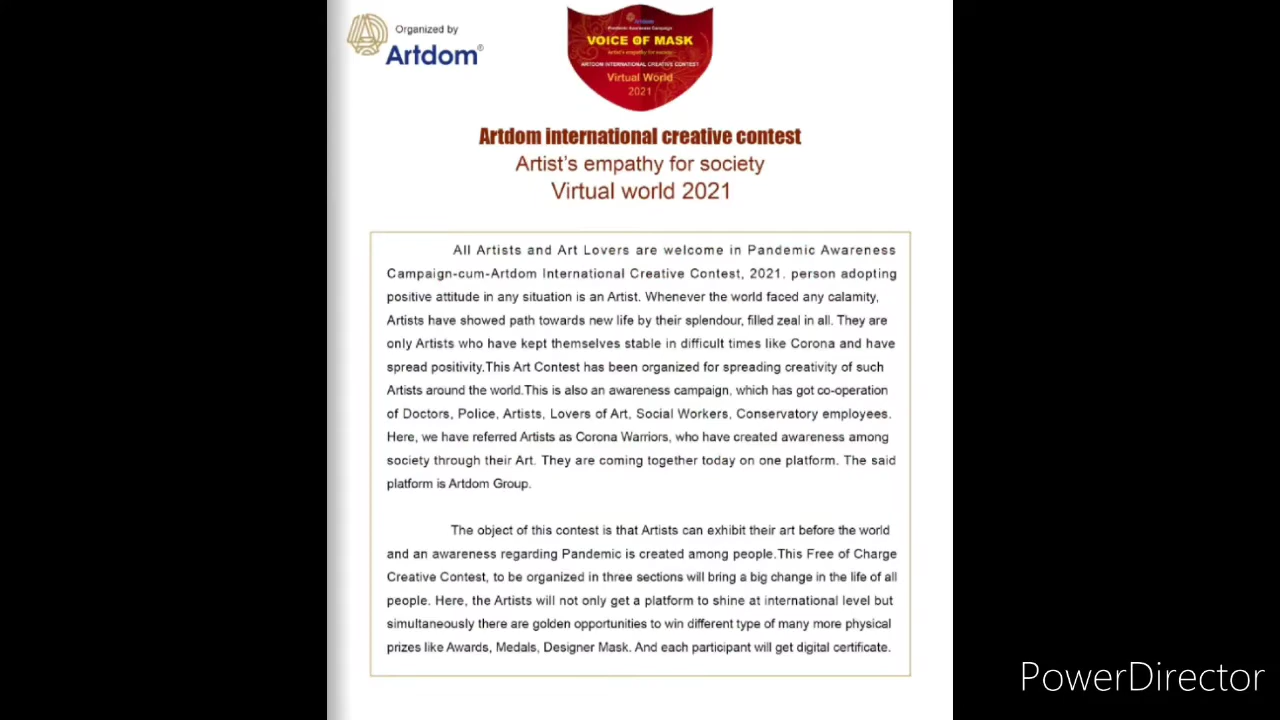 Organized by
Artdom®
Artdom
Pandemic Awareness Campaign
VOICE OF MASK
Artist's empathy for society
ARTDOM INTERNATIONAL CREATIVE CONTEST
Virtual World
2021
Artdom international creative contest
Artist's empathy for society
Virtual world 2021
All Artists and Art Lovers are welcome in Pandemic Awareness
Campaign-cum-Artdom International Creative Contest, 2021. person adopting
positive attitude in any situation is an Artist. Whenever the world faced any calamity,
Artists have showed path towards new life by their splendour, filled zeal in all. They are
only Artists who have kept themselves stable in difficult times like Corona and have
spread positivity.This Art Contest has been organized for spreading creativity of such
Artists around the world.This is also an awareness campaign, which has got co-operation
of Doctors, Police, Artists, Lovers of Art, Social Workers, Conservatory employees.
Here, we have referred Artists as Corona Warriors, who have created awareness among
society through their Art. They are coming together today on one platform. The said
platform is Artdom Group.
The object of this contest is that Artists can exhibit their art before the world
and an awareness regarding Pandemic is created among people.This Free of Charge
Creative Contest, to be organized in three sections will bring a big change in the life of all
people. Here, the Artists will not only get a platform to shine at international level but
simultaneously there are golden opportunities to win different type of many more physical
prizes like Awards, Medals, Designer Mask. And each participant will get digital certificate.
PowerDirector